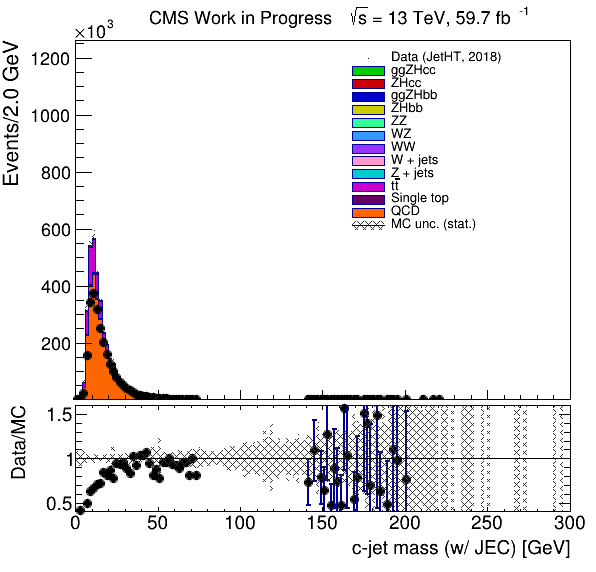 CMS Work in Progress √s = 13 TeV, 59.7 fb⁻¹
×10³
Events/2.0 GeV
1200
1000
800
600
400
200
0
Data (JetHT, 2018)
ggZHcc
ZHcc
ggZHbb
ZHbb
ZZ
WZ
WW
W + jets
Z + jets
tt̄
Single top
QCD
MC unc. (stat.)
Data/MC
1.5
1
0.5
0 50 100 150 200 250 300
c-jet mass (w/ JEC) [GeV]